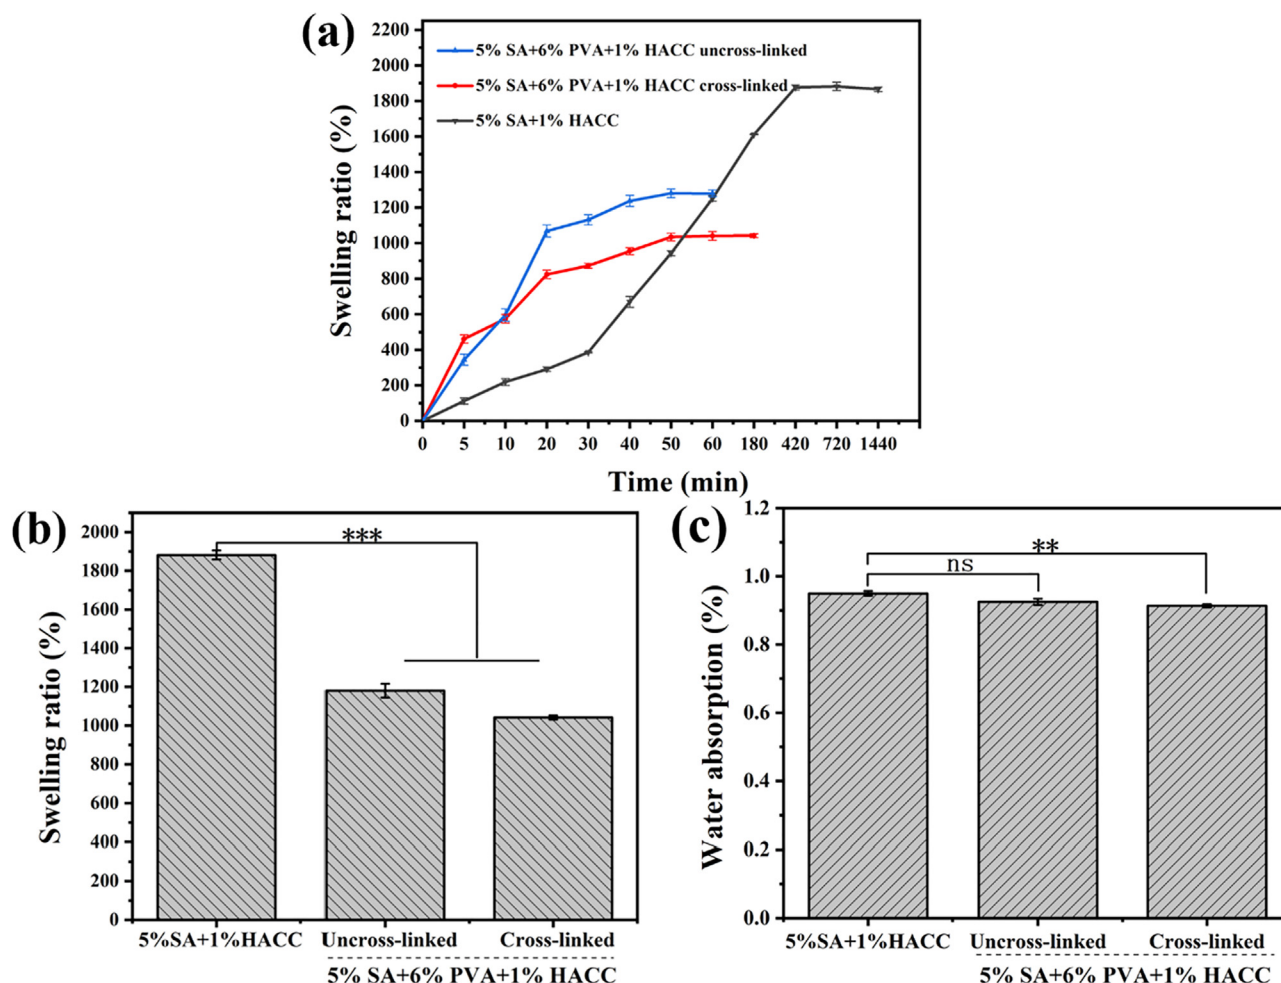 (a)
Swelling ratio (%)
2200
2000
1800
1600
1400
1200
1000
800
600
400
200
0
5% SA+6% PVA+1% HACC uncross-linked
5% SA+6% PVA+1% HACC cross-linked
5% SA+1% HACC
0 5 10 20 30 40 50 60 180 420 720 1440
Time (min)
(b)
Swelling ratio (%)
2000
1800
1600
1400
1200
1000
800
600
400
200
0
***
5%SA+1%HACC Uncross-linked Cross-linked
5% SA+6% PVA+1% HACC
(c)
Water absorption (%)
1.2
1.0
0.8
0.6
0.4
0.2
0.0
**
ns
5%SA+1%HACC Uncross-linked Cross-linked
5% SA+6% PVA+1% HACC